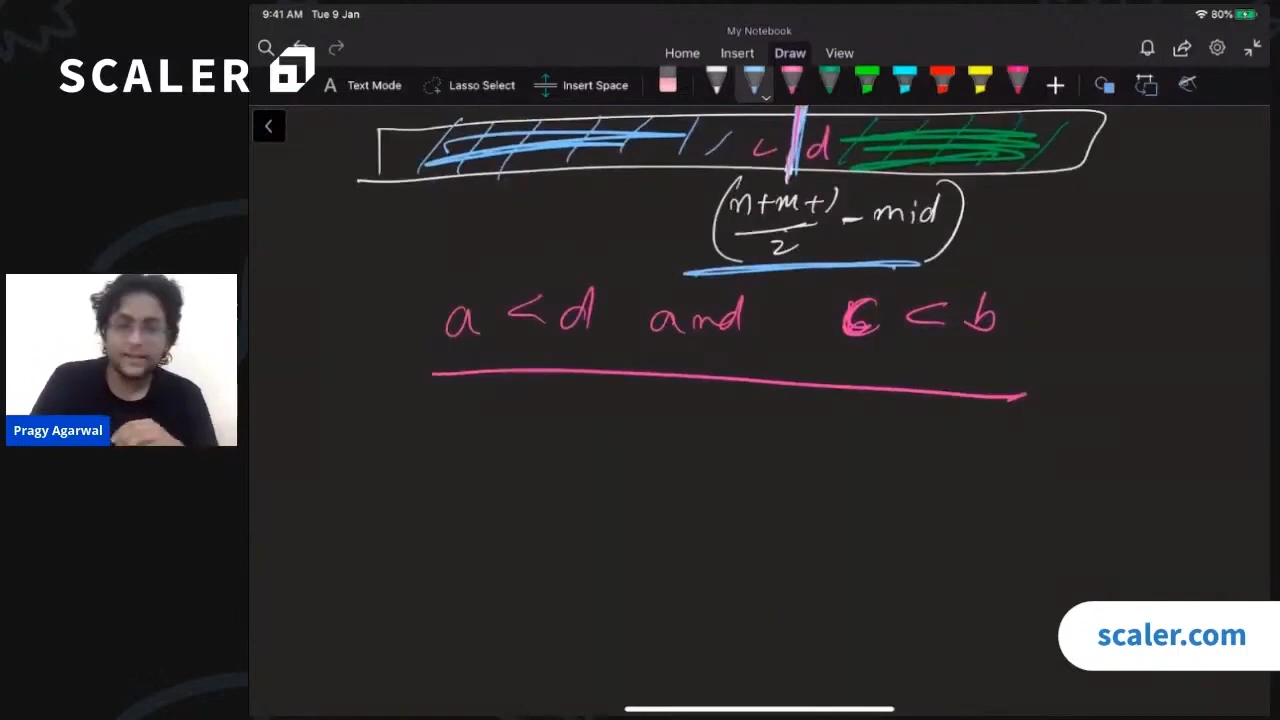 9:41 AM Tue 9 Jan
80%
My Notebook
Home Insert Draw View
SCALER
A Text Mode Lasso Select Insert Space
c d
(n+m+1)/2 - mid
a < d and c < b
Pragy Agarwal
scaler.com